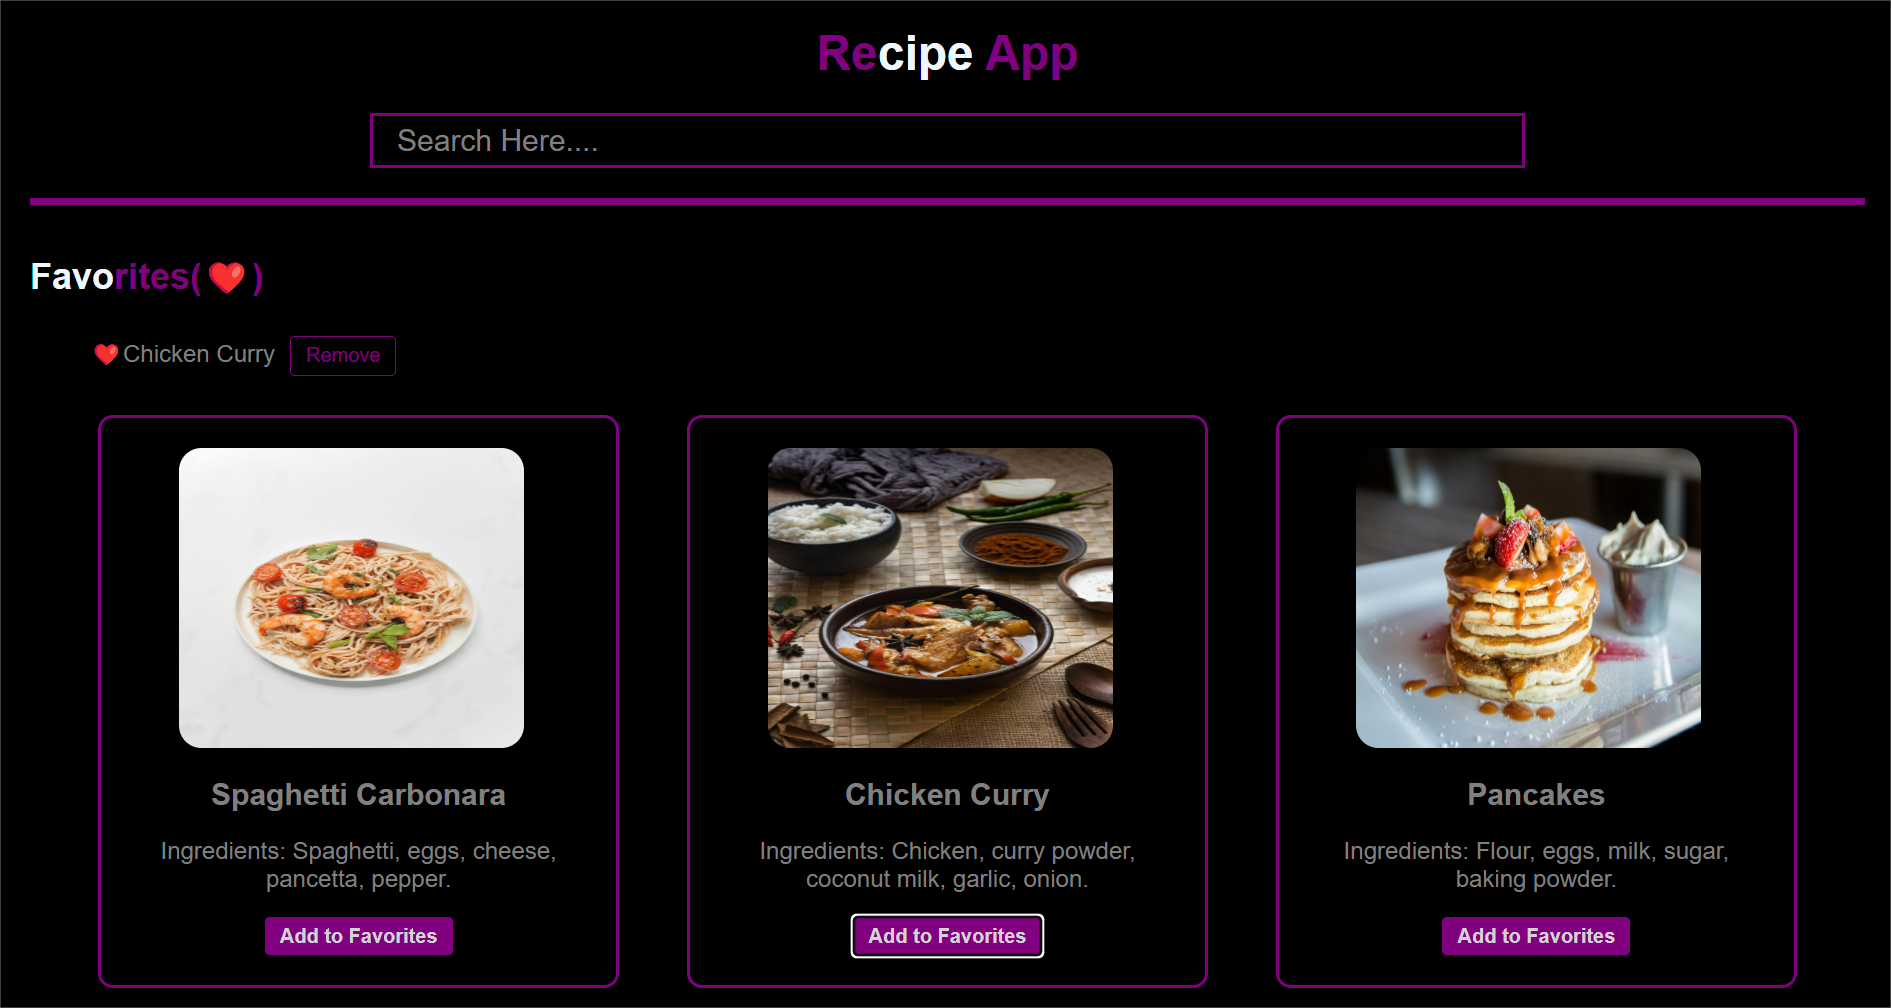 Recipe App
Search Here....
Favorites(❤️)
❤️Chicken Curry Remove
Spaghetti Carbonara
Ingredients: Spaghetti, eggs, cheese,
pancetta, pepper.
Add to Favorites
Chicken Curry
Ingredients: Chicken, curry powder,
coconut milk, garlic, onion.
Add to Favorites
Pancakes
Ingredients: Flour, eggs, milk, sugar,
baking powder.
Add to Favorites